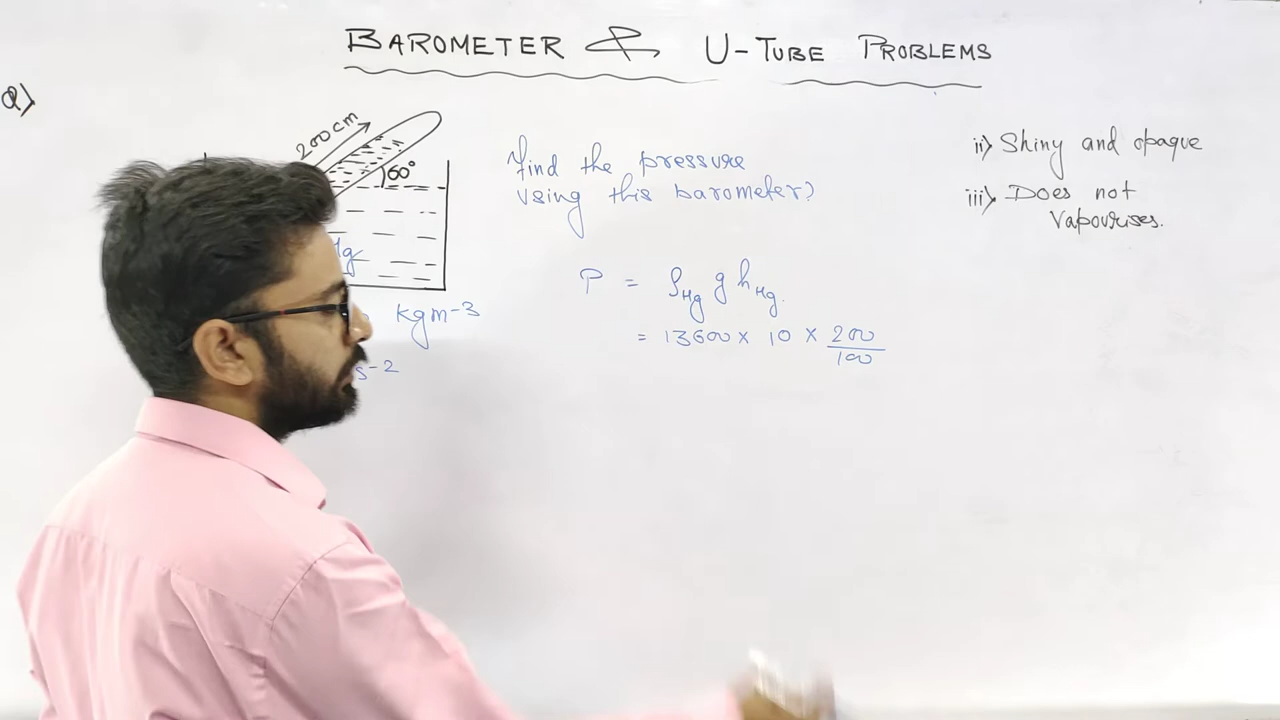 BAROMETER & U-TUBE PROBLEMS
Q)
200 cm
60°
Find the pressure
using this barometer?
ii) Shiny and opaque
iii) Does not
Vapourises.
Hg
kgm-3
s-2
P = ρHg g hHg.
= 13600 × 10 × 200/100